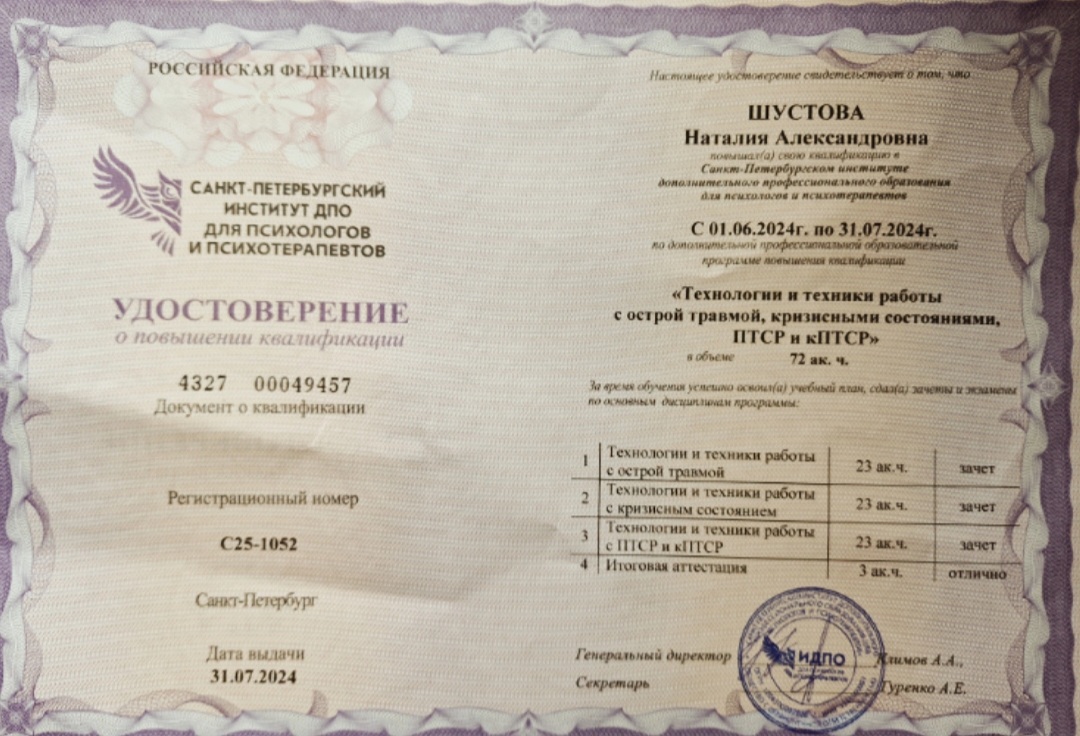 РОССИЙСКАЯ ФЕДЕРАЦИЯ
САНКТ-ПЕТЕРБУРГСКИЙ
ИНСТИТУТ ДПО
ДЛЯ ПСИХОЛОГОВ
И ПСИХОТЕРАПЕВТОВ
УДОСТОВЕРЕНИЕ
о повышении квалификации
4327 00049457
Документ о квалификации
Регистрационный номер
С25-1052
Санкт-Петербург
Дата выдачи
31.07.2024
Настоящее удостоверение свидетельствует о том, что
ШУСТОВА
Наталия Александровна
повышал(а) свою квалификацию в
Санкт-Петербургском институте
дополнительного профессионального образования
для психологов и психотерапевтов
С 01.06.2024г. по 31.07.2024г.
по дополнительной профессиональной образовательной
программе повышения квалификации
«Технологии и техники работы
с острой травмой, кризисными состояниями,
ПТСР и кПТСР»
в объеме 72 ак. ч.
За время обучения успешно освоил(а) учебный план, сдал(а) зачеты и экзамены
по основным дисциплинам программы:
1 Технологии и техники работы
с острой травмой 23 ак.ч. зачет
2 Технологии и техники работы
с кризисным состоянием 23 ак.ч. зачет
3 Технологии и техники работы
с ПТСР и кПТСР 23 ак.ч. зачет
4 Итоговая аттестация 3 ак.ч. отлично
Генеральный директор Климов А.А.,
Секретарь Туренко А.Е.
ИДПО